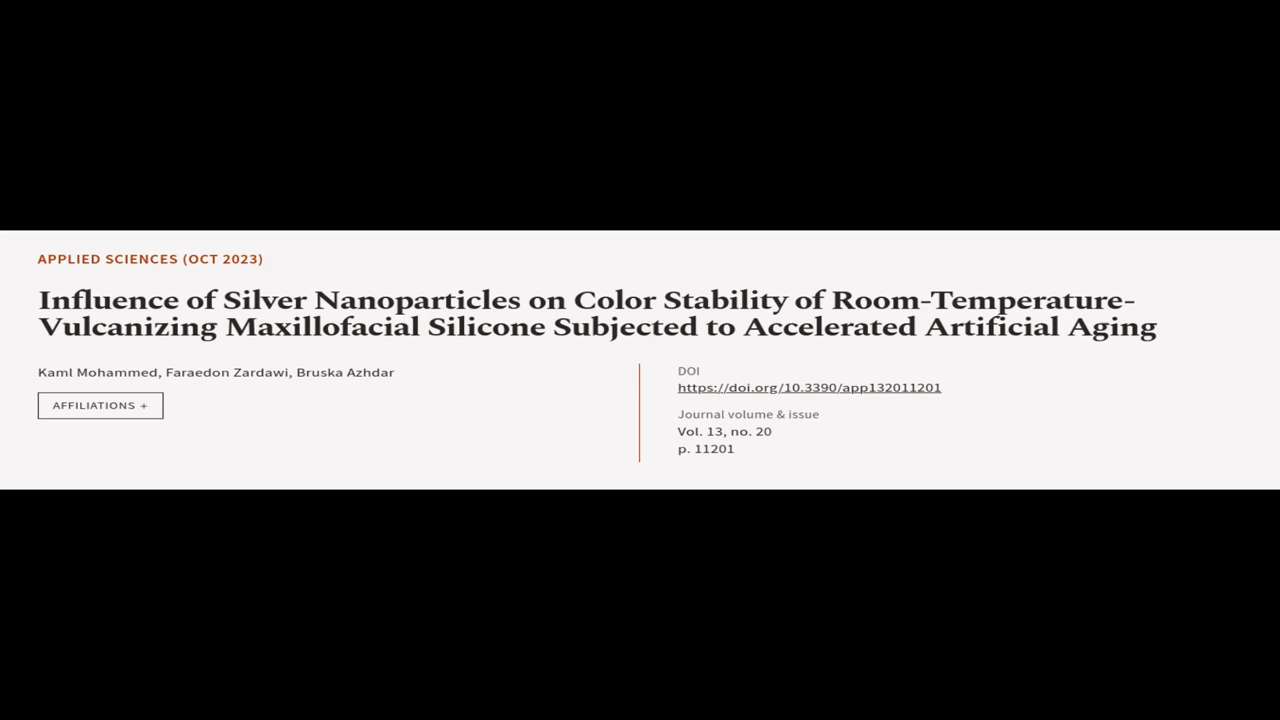 APPLIED SCIENCES (OCT 2023)
Influence of Silver Nanoparticles on Color Stability of Room-Temperature-
Vulcanizing Maxillofacial Silicone Subjected to Accelerated Artificial Aging
Kaml Mohammed, Faraedon Zardawi, Bruska Azhdar
AFFILIATIONS +
DOI
https://doi.org/10.3390/app132011201
Journal volume & issue
Vol. 13, no. 20
p. 11201